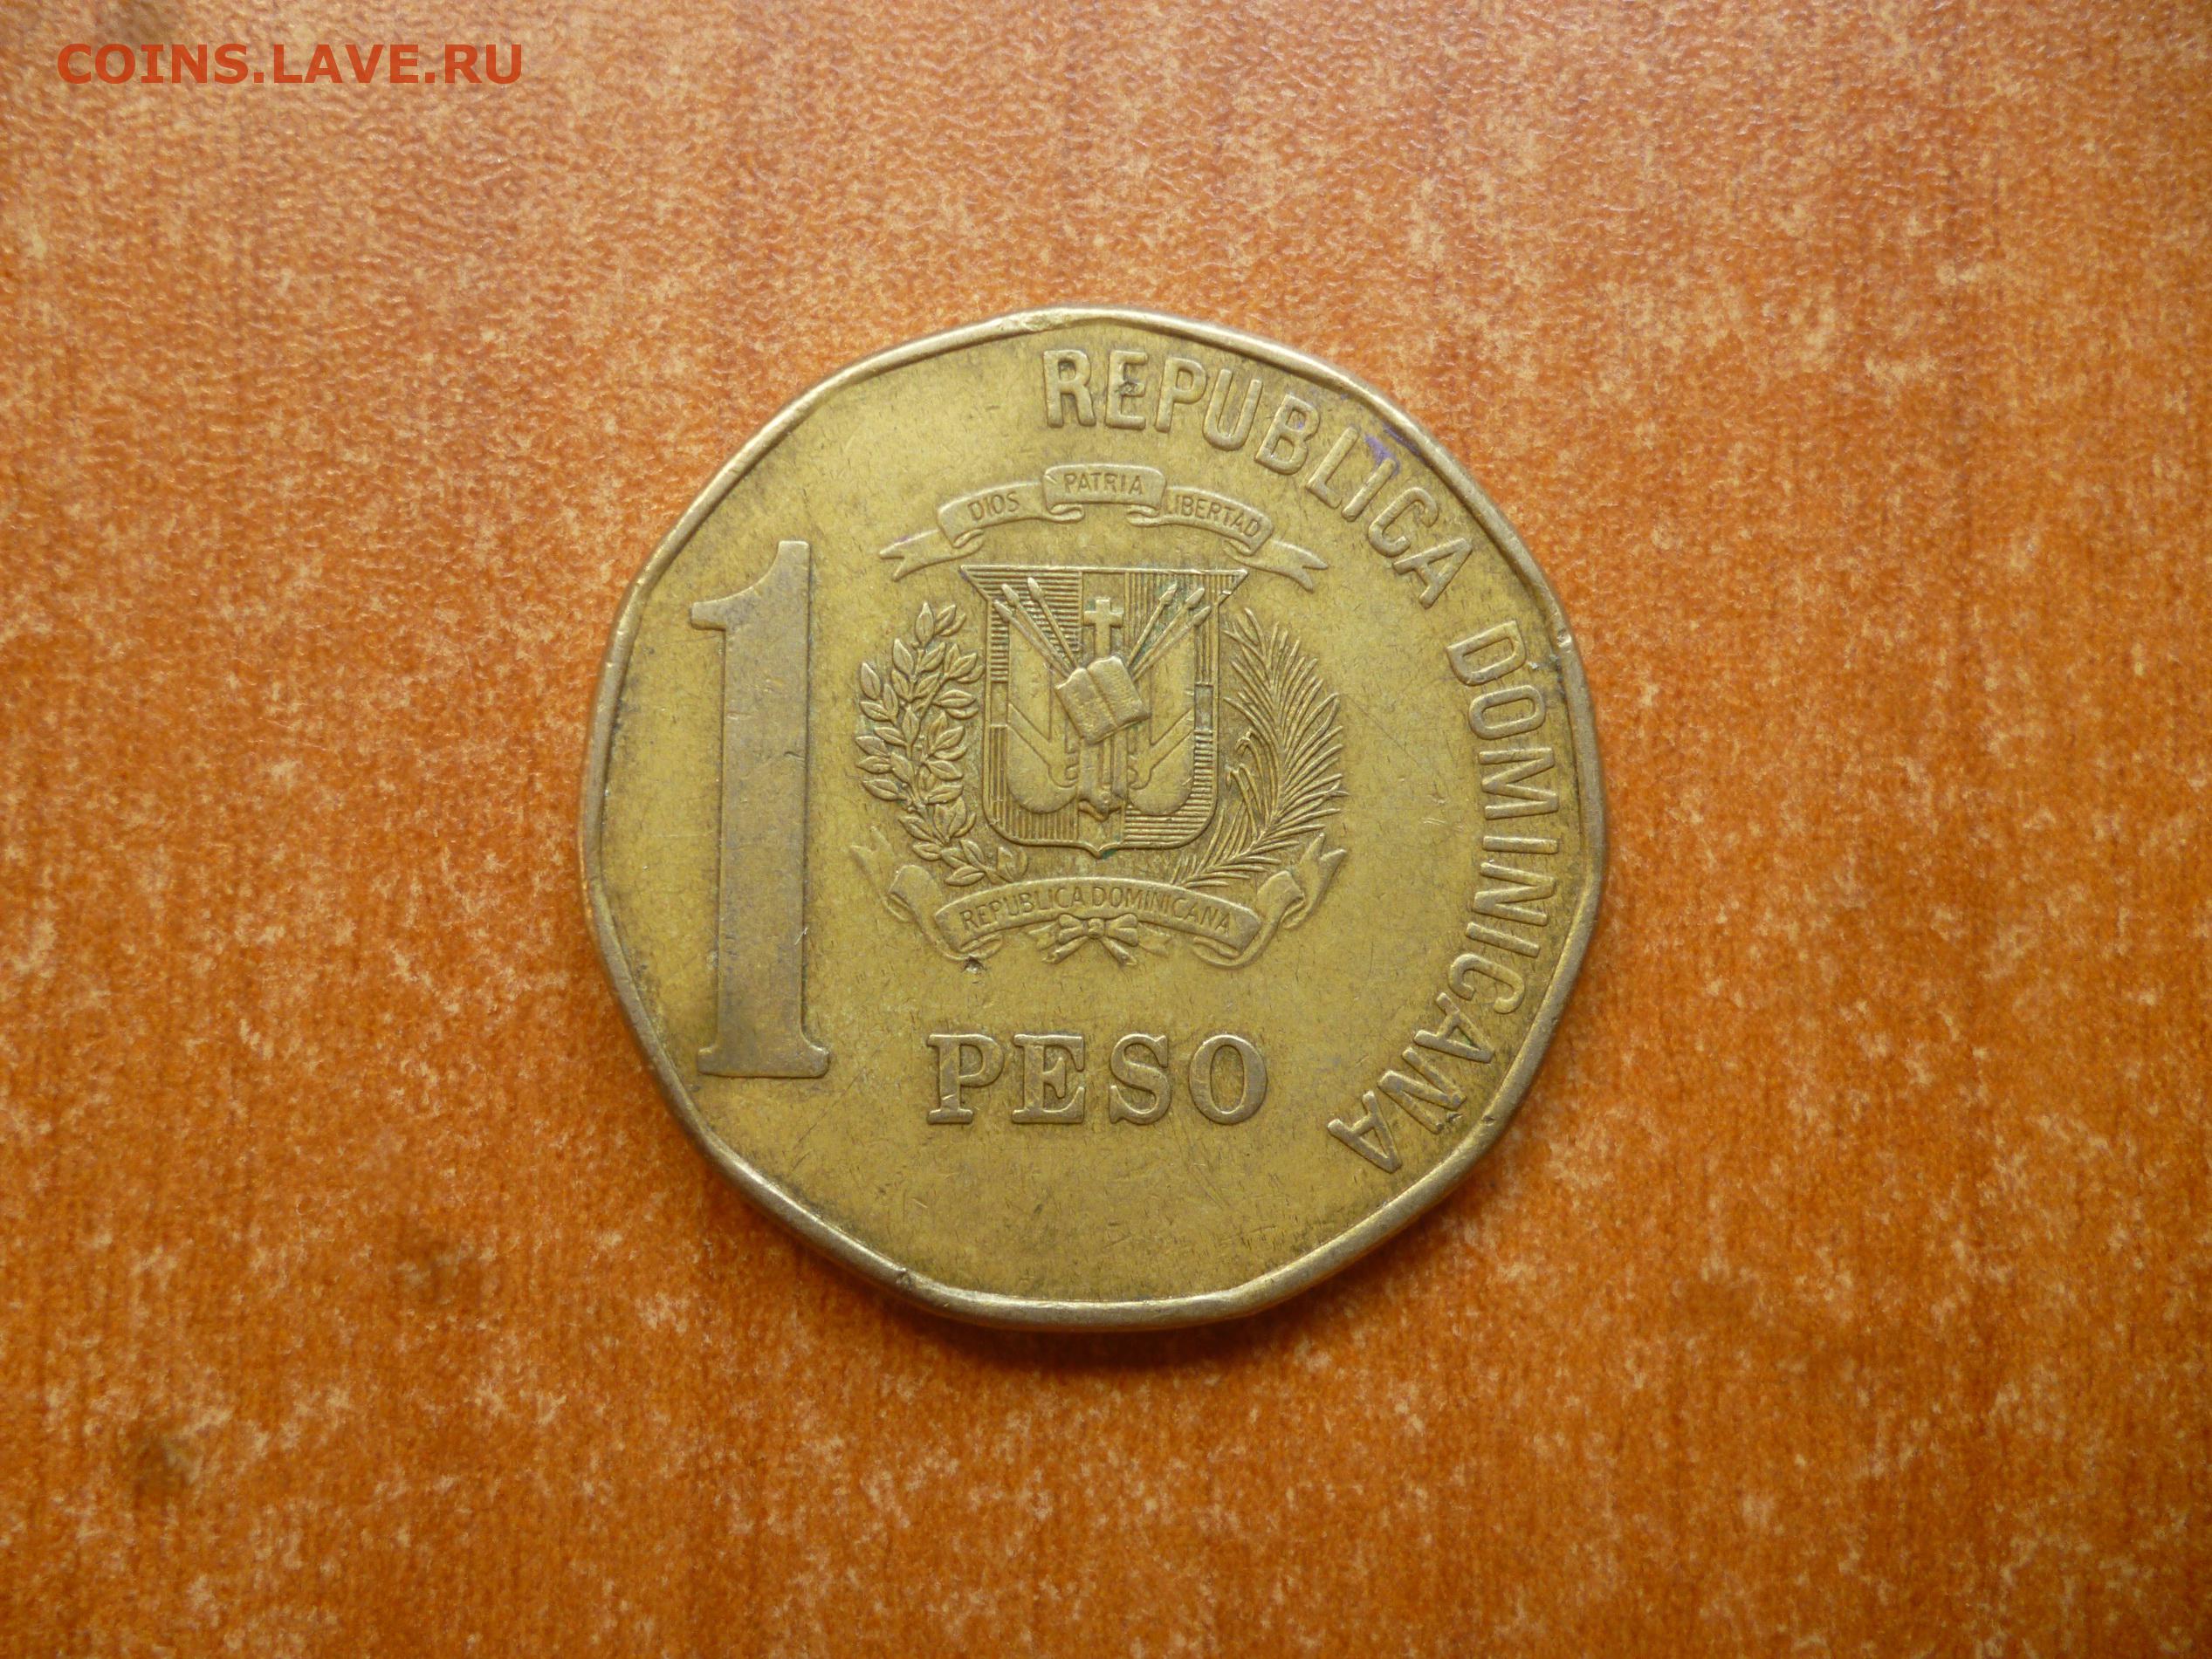 COINS.LAVE.RU
REPUBLICA DOMINICANA
DIOS PATRIA LIBERTAD
1
REPUBLICA DOMINICANA
PESO